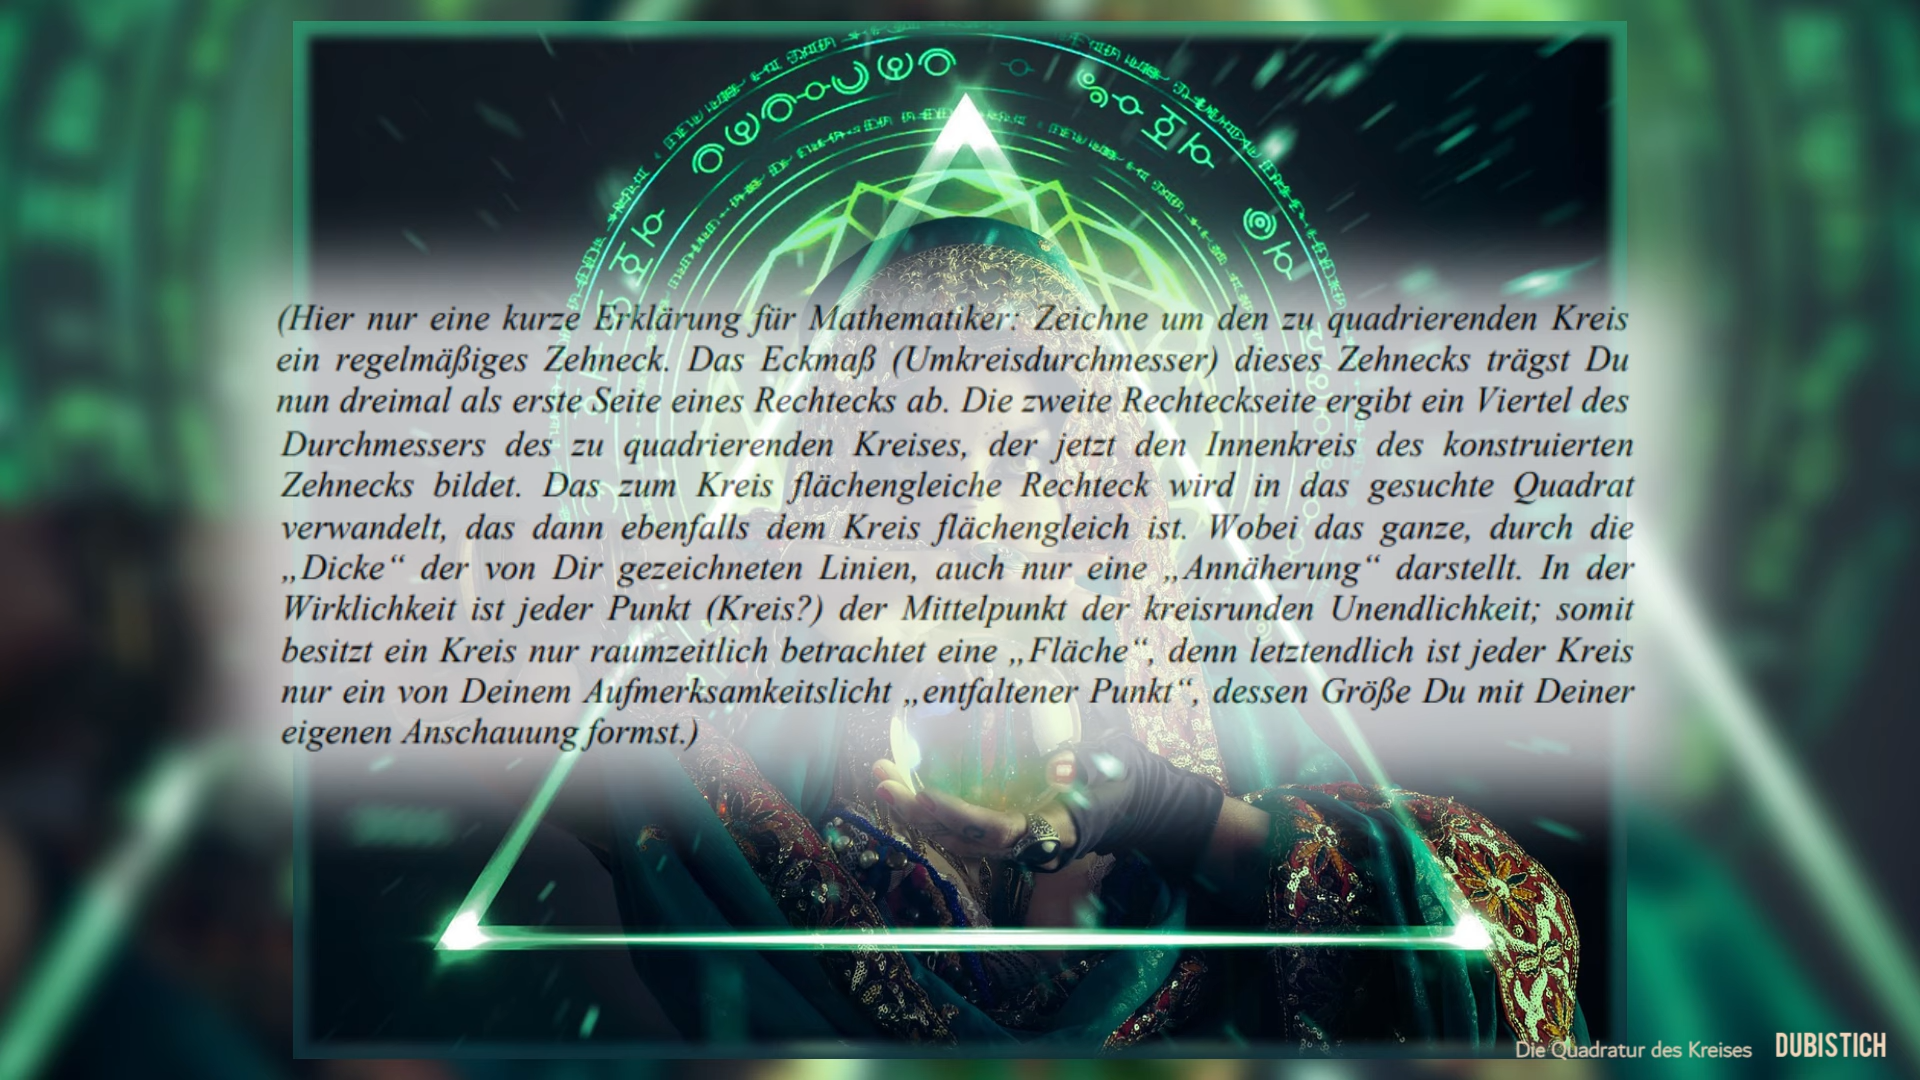 (Hier nur eine kurze Erklärung für Mathematiker: Zeichne um den zu quadrierenden Kreis
ein regelmäßiges Zehneck. Das Eckmaß (Umkreisdurchmesser) dieses Zehnecks trägst Du
nun dreimal als erste Seite eines Rechtecks ab. Die zweite Rechteckseite ergibt ein Viertel des
Durchmessers des zu quadrierenden Kreises, der jetzt den Innenkreis des konstruierten
Zehnecks bildet. Das zum Kreis flächengleiche Rechteck wird in das gesuchte Quadrat
verwandelt, das dann ebenfalls dem Kreis flächengleich ist. Wobei das ganze, durch die
„Dicke“ der von Dir gezeichneten Linien, auch nur eine „Annäherung“ darstellt. In der
Wirklichkeit ist jeder Punkt (Kreis?) der Mittelpunkt der kreisrunden Unendlichkeit; somit
besitzt ein Kreis nur raumzeitlich betrachtet eine „Fläche“, denn letztendlich ist jeder Kreis
nur ein von Deinem Aufmerksamkeitslicht „entfaltener Punkt“, dessen Größe Du mit Deiner
eigenen Anschauung formst.)
Die Quadratur des Kreises DUBISTICH